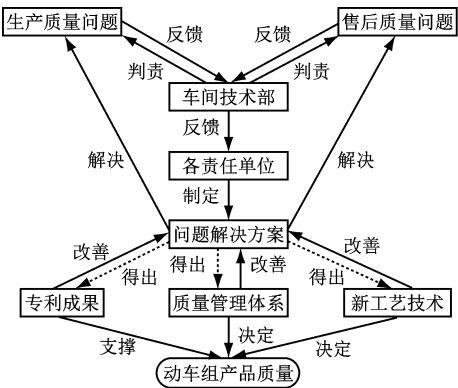 生产质量问题
售后质量问题
反馈
反馈
判责
判责
车间技术部
反馈
各责任单位
解决
解决
制定
问题解决方案
改善
得出
得出
改善
得出
改善
专利成果
质量管理体系
新工艺技术
支撑
决定
决定
动车组产品质量